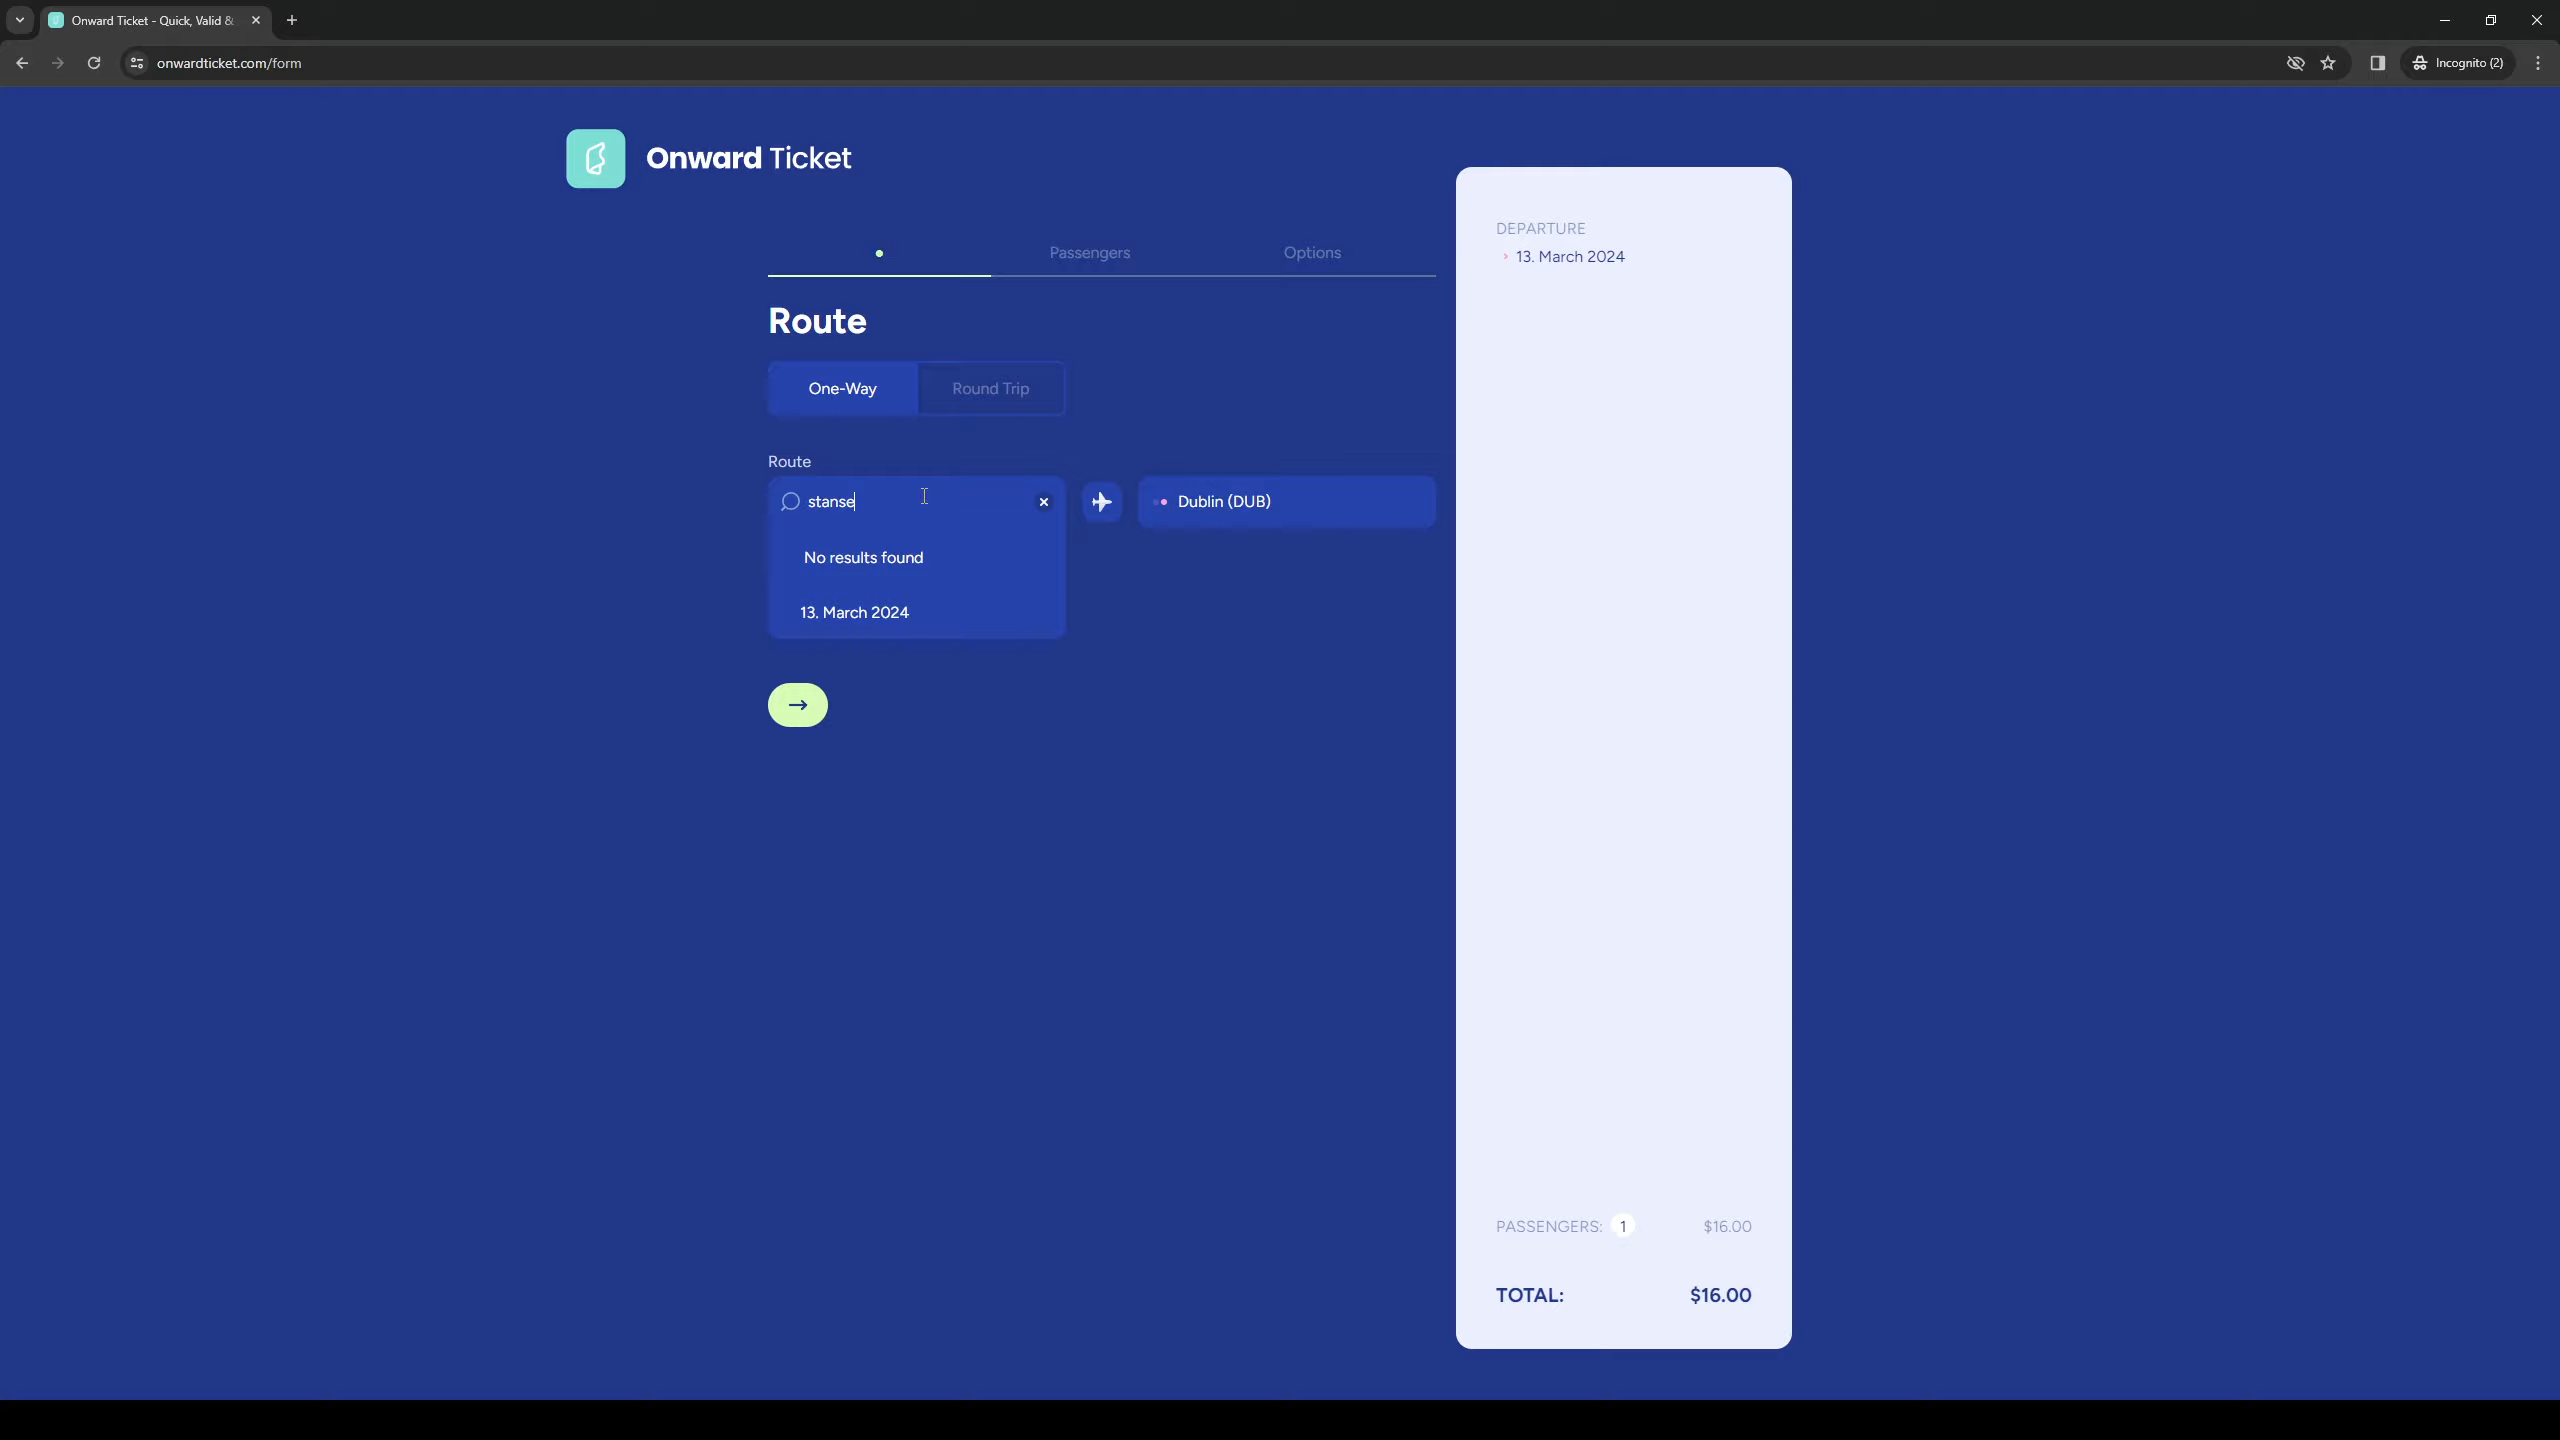 Onward Ticket - Quick, Valid &
onwardticket.com/form
Incognito (2)
Onward Ticket
Passengers
Options
Route
One-Way
Round Trip
Route
stanse
Dublin (DUB)
No results found
13. March 2024
DEPARTURE
13. March 2024
PASSENGERS: 1 $16.00
TOTAL: $16.00